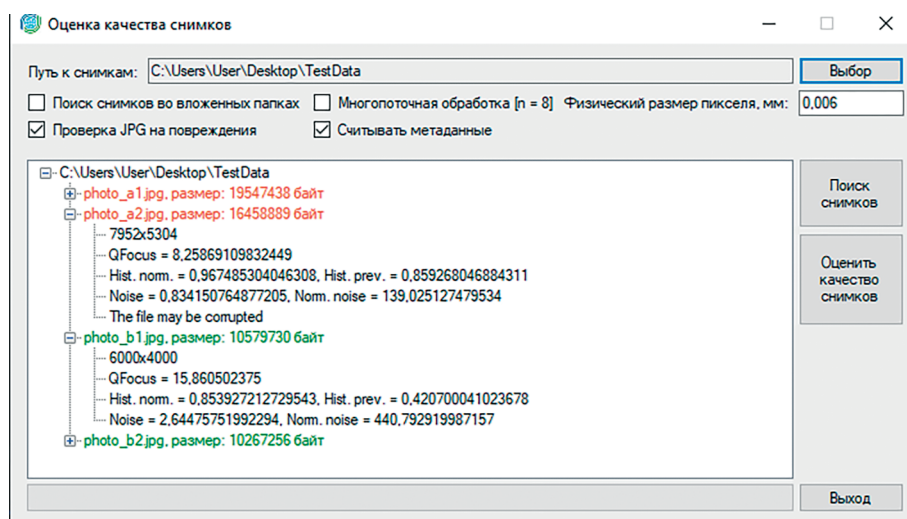 Оценка качества снимков
Путь к снимкам: C:\Users\User\Desktop\TestData Выбор
Поиск снимков во вложенных папках Многопоточная обработка [n = 8] Физический размер пикселя, мм: 0,006
Проверка JPG на повреждения Считывать метаданные
C:\Users\User\Desktop\TestData
photo_a1.jpg, размер: 19547438 байт
photo_a2.jpg, размер: 16458889 байт
7952x5304
QFocus = 8,25869109832449
Hist. norm. = 0,967485304046308, Hist. prev. = 0,859268046884311
Noise = 0,834150764877205, Norm. noise = 139,025127479534
The file may be corrupted
photo_b1.jpg, размер: 10579730 байт
6000x4000
QFocus = 15,860502375
Hist. norm. = 0,853927212729543, Hist. prev. = 0,420700041023678
Noise = 2,64475751992294, Norm. noise = 440,792919987157
photo_b2.jpg, размер: 10267256 байт
Поиск
снимков
Оценить
качество
снимков
Выход